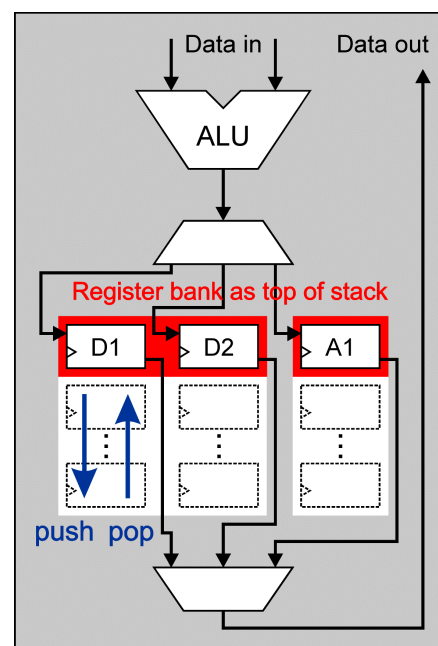 Data in
Data out
ALU
Register bank as top of stack
D1
D2
A1
push pop